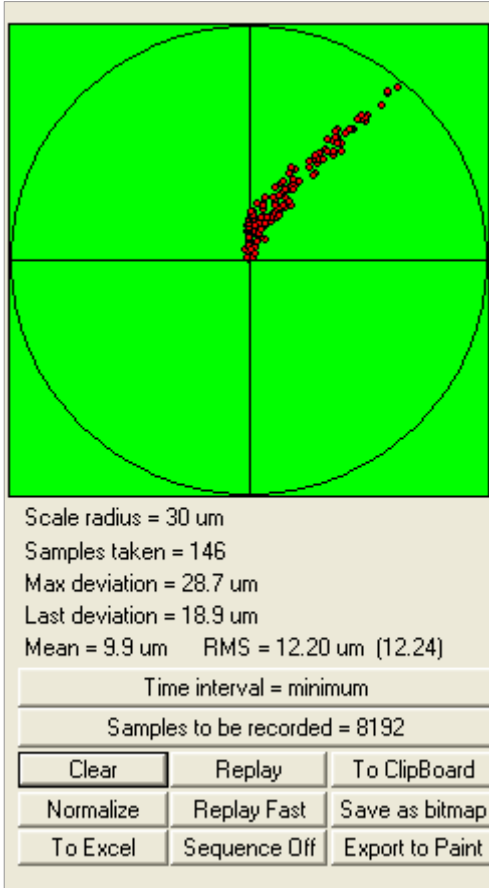 Scale radius = 30 um
Samples taken = 146
Max deviation = 28.7 um
Last deviation = 18.9 um
Mean = 9.9 um RMS = 12.20 um (12.24)
Time interval = minimum
Samples to be recorded = 8192
Clear Replay To ClipBoard
Normalize Replay Fast Save as bitmap
To Excel Sequence Off Export to Paint